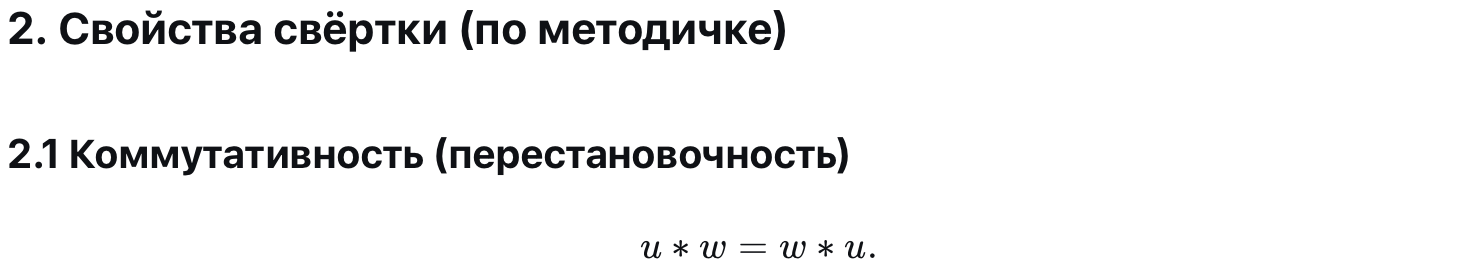 2. Свойства свёртки (по методичке)
2.1 Коммутативность (перестановочность)
u * w = w * u.